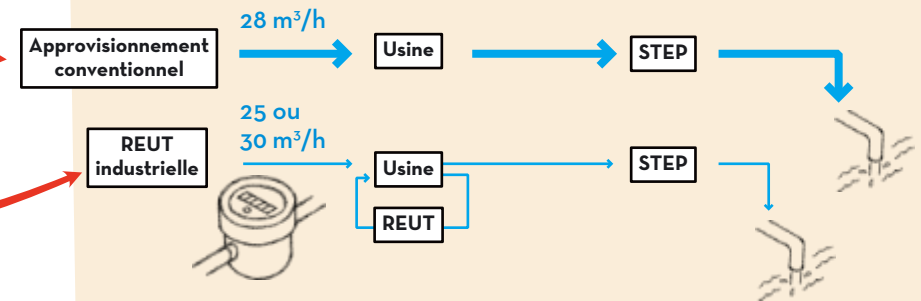 28 m³/h
Approvisionnement
conventionnel
Usine
STEP
25 ou
30 m³/h
REUT
industrielle
Usine
STEP
REUT